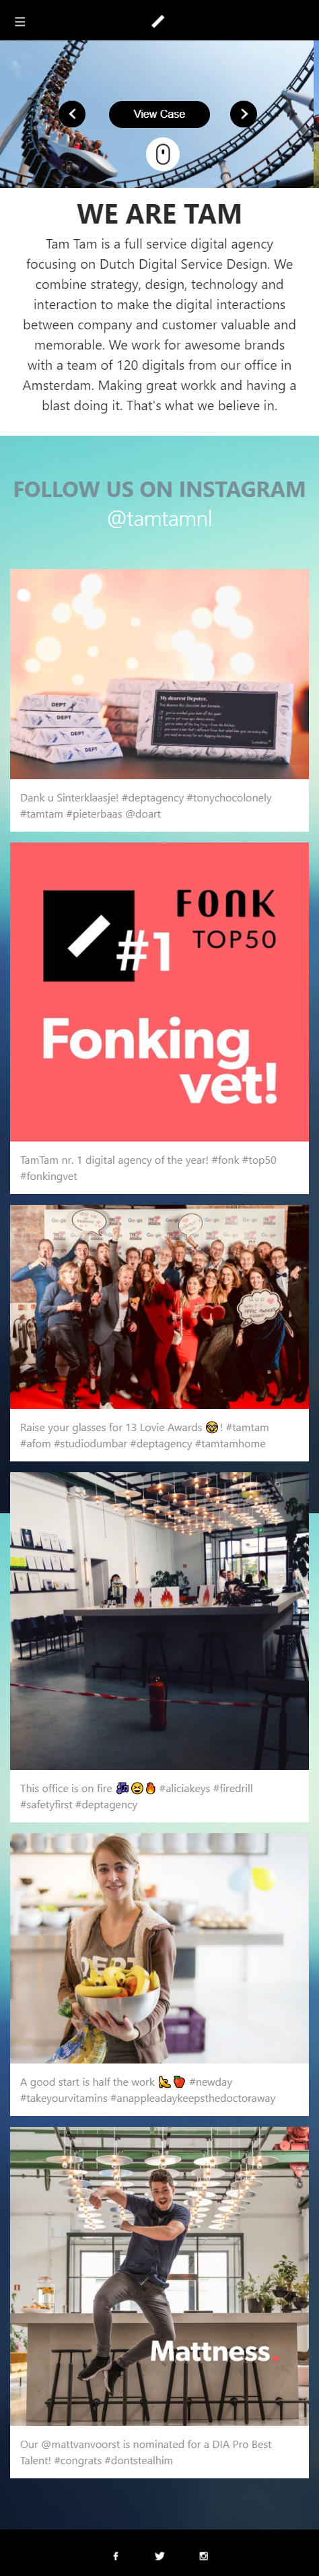 View Case
WE ARE TAM
Tam Tam is a full service digital agency
focusing on Dutch Digital Service Design. We
combine strategy, design, technology and
interaction to make the digital interactions
between company and customer valuable and
memorable. We work for awesome brands
with a team of 120 digitals from our office in
Amsterdam. Making great workk and having a
blast doing it. That's what we believe in.
FOLLOW US ON INSTAGRAM
@tamtamnl
DEPT
DEPT
DEPT
My dearest Depster,
Dank u Sinterklaasje! #deptagency #tonychocolonely
#tamtam #pieterbaas @doart
FONK
TOP50
#1
Fonking
vet!
TamTam nr. 1 digital agency of the year! #fonk #top50
#fonkingvet
Raise your glasses for 13 Lovie Awards 🤓! #tamtam
#afom #studiodumbar #deptagency #tamtamhome
This office is on fire 🎶😆🔥 #aliciakeys #firedrill
#safetyfirst #deptagency
DEPT
A good start is half the work 💪🍎 #newday
#takeyourvitamins #anappleadaykeepsthedoctoraway
Mattness.
Our @mattvanvoorst is nominated for a DIA Pro Best
Talent! #congrats #dontstealhim